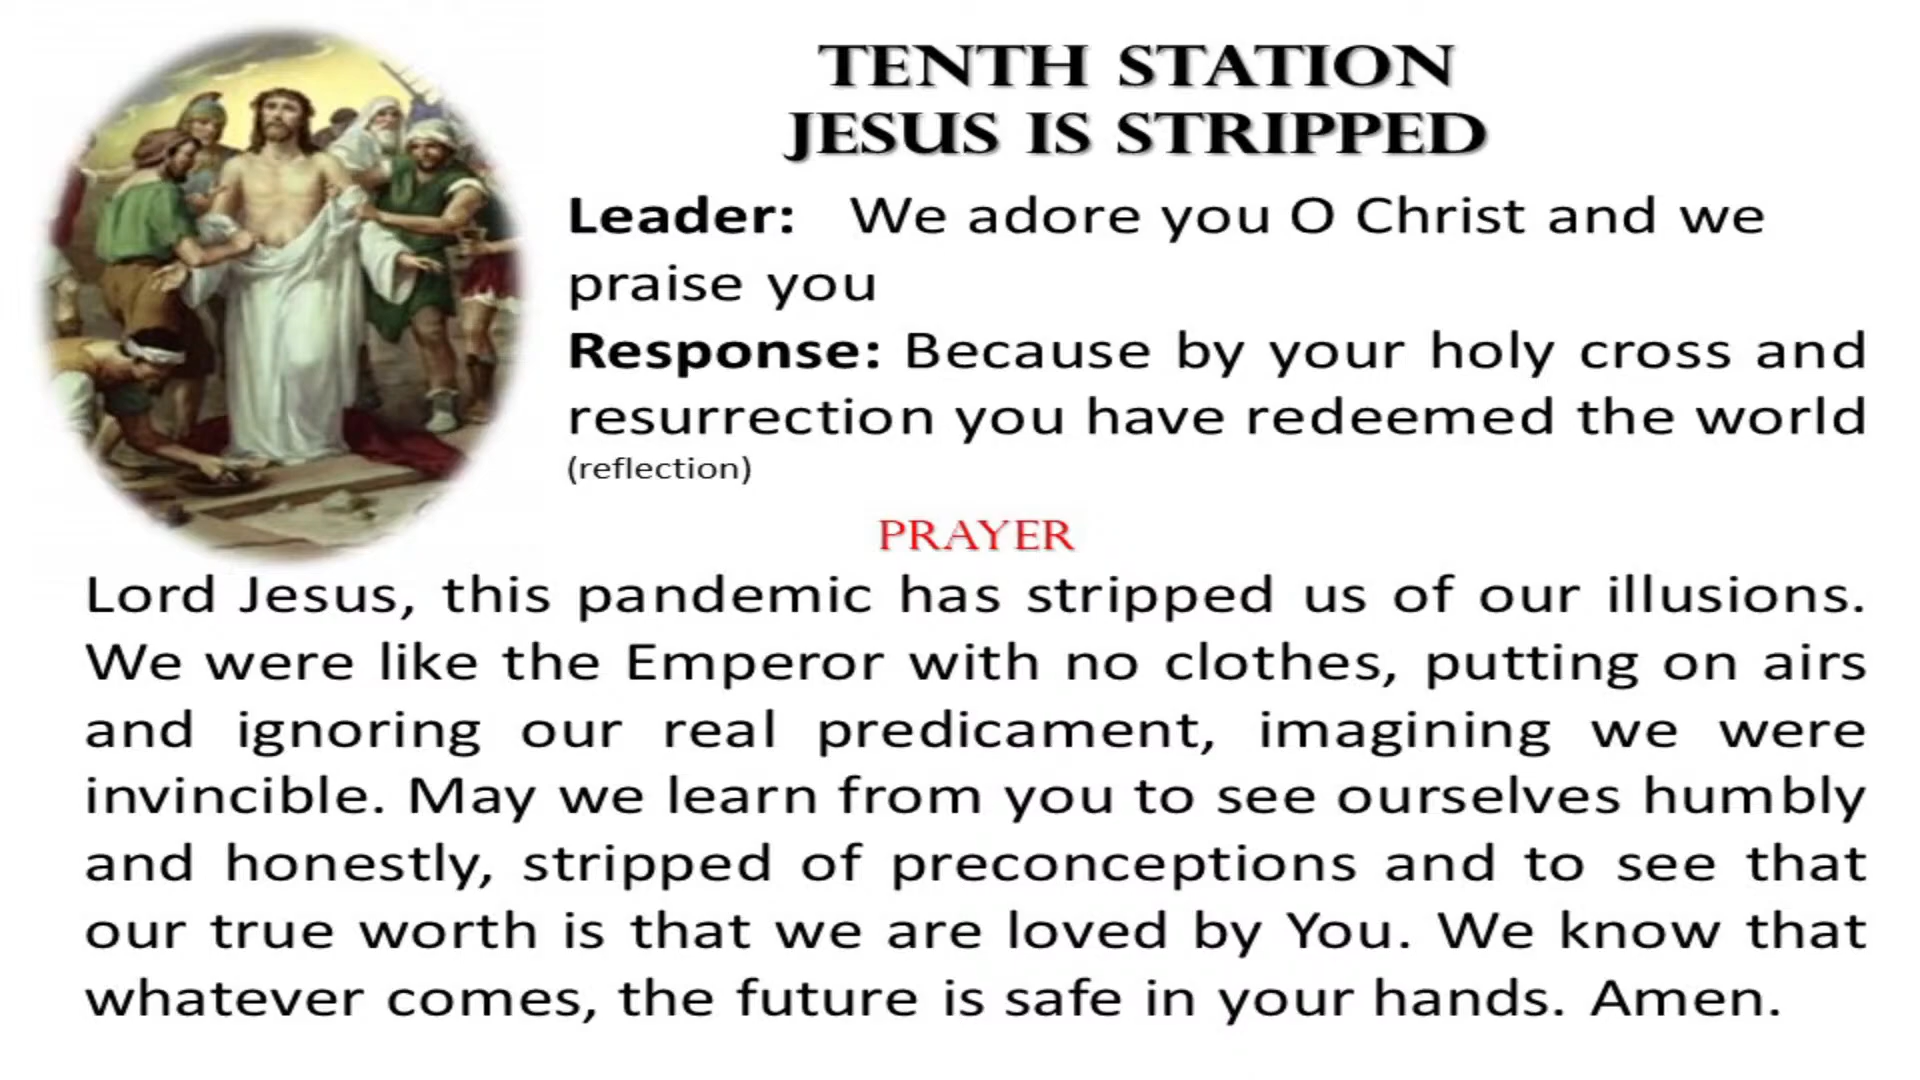 TENTH STATION
JESUS IS STRIPPED
Leader: We adore you O Christ and we
praise you
Response: Because by your holy cross and
resurrection you have redeemed the world
(reflection)
PRAYER
Lord Jesus, this pandemic has stripped us of our illusions.
We were like the Emperor with no clothes, putting on airs
and ignoring our real predicament, imagining we were
invincible. May we learn from you to see ourselves humbly
and honestly, stripped of preconceptions and to see that
our true worth is that we are loved by You. We know that
whatever comes, the future is safe in your hands. Amen.